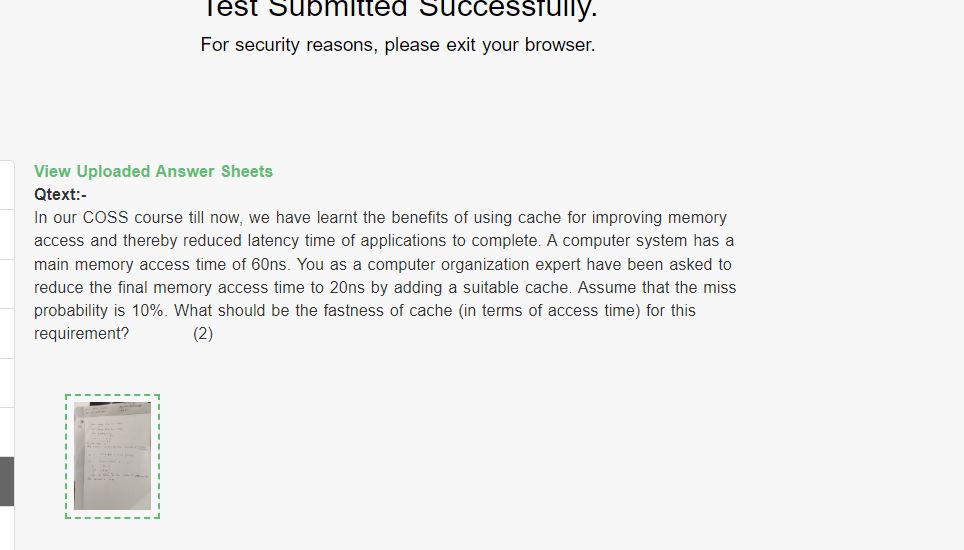 Test Submitted Successfully.
For security reasons, please exit your browser.
View Uploaded Answer Sheets
Qtext:-
In our COSS course till now, we have learnt the benefits of using cache for improving memory
access and thereby reduced latency time of applications to complete. A computer system has a
main memory access time of 60ns. You as a computer organization expert have been asked to
reduce the final memory access time to 20ns by adding a suitable cache. Assume that the miss
probability is 10%. What should be the fastness of cache (in terms of access time) for this
requirement? (2)